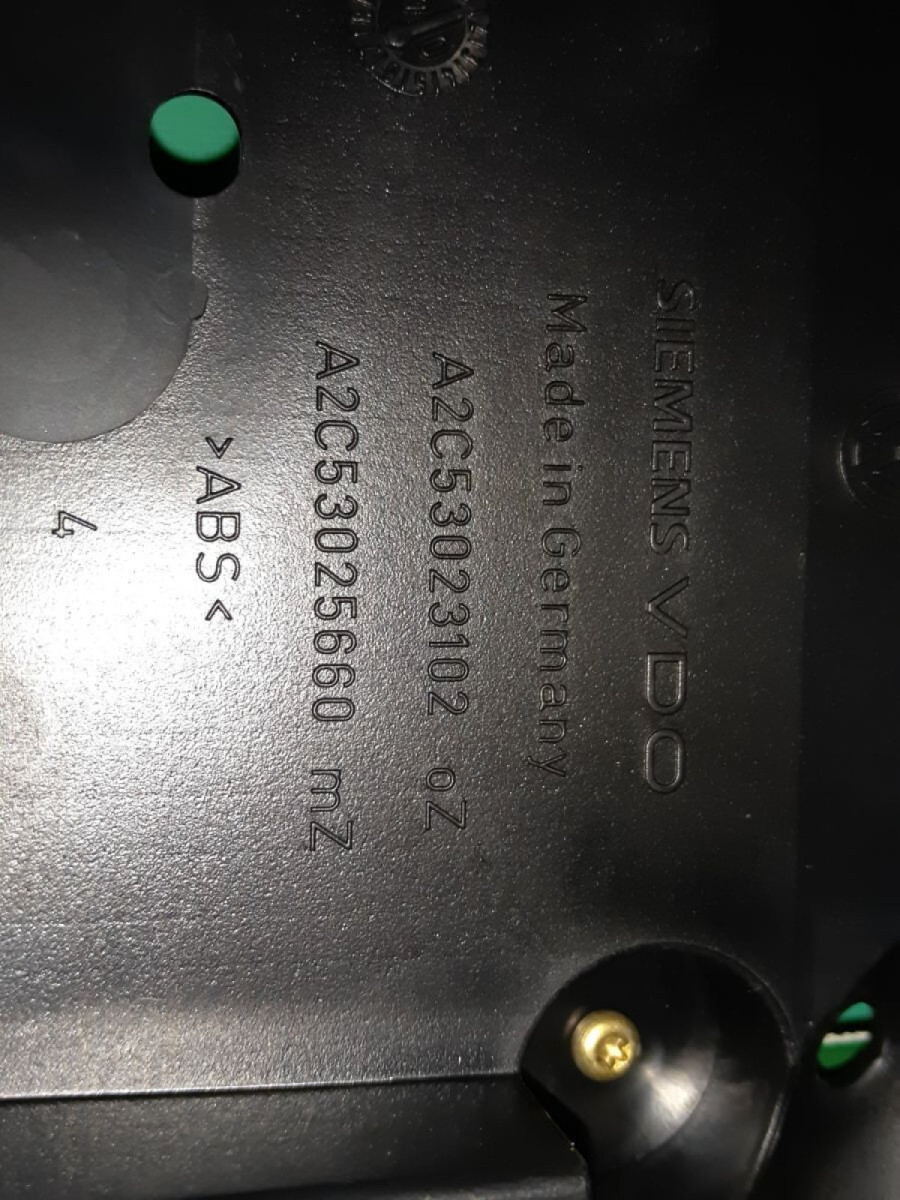 SIEMENS VDO
Made in Germany
A2C53023102 oZ
A2C53025660 mZ
>ABS<
4